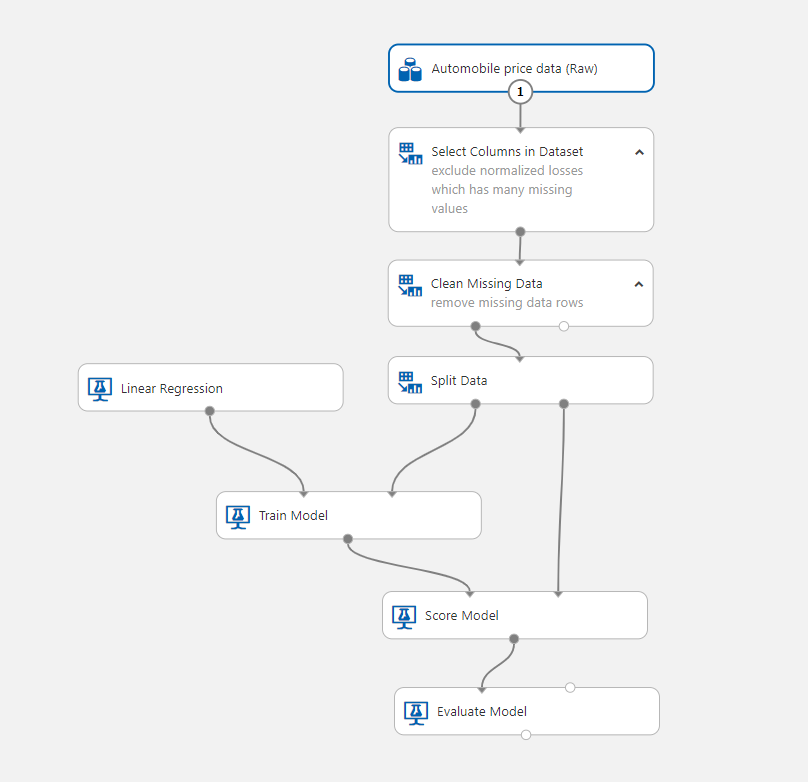 Automobile price data (Raw)
1
Select Columns in Dataset
exclude normalized losses
which has many missing
values
Clean Missing Data
remove missing data rows
Split Data
Linear Regression
Train Model
Score Model
Evaluate Model